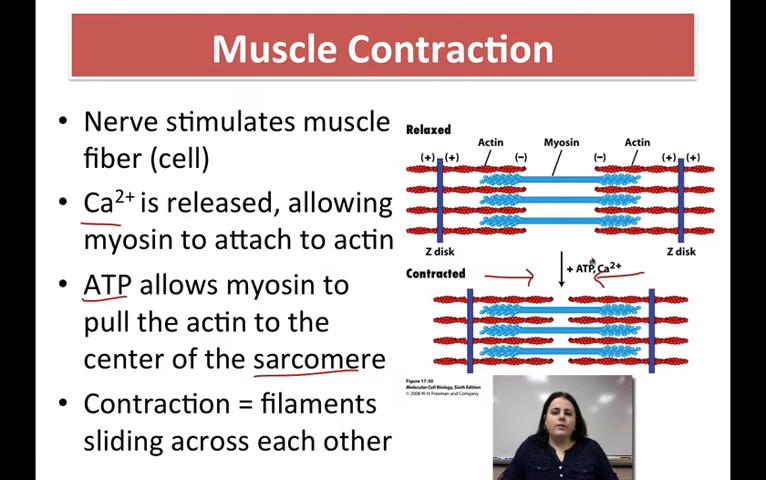 Muscle Contraction
• Nerve stimulates muscle
fiber (cell)
• Ca²⁺ is released, allowing
myosin to attach to actin
• ATP allows myosin to
pull the actin to the
center of the sarcomere
• Contraction = filaments
sliding across each other
Relaxed
Actin Myosin Actin
(+) (+) (−) (−) (+) (+)
Z disk Z disk
+ ATP, Ca²⁺
Contracted
Figure 17-30
Molecular Cell Biology, Sixth Edition
© 2008 W. H. Freeman and Company